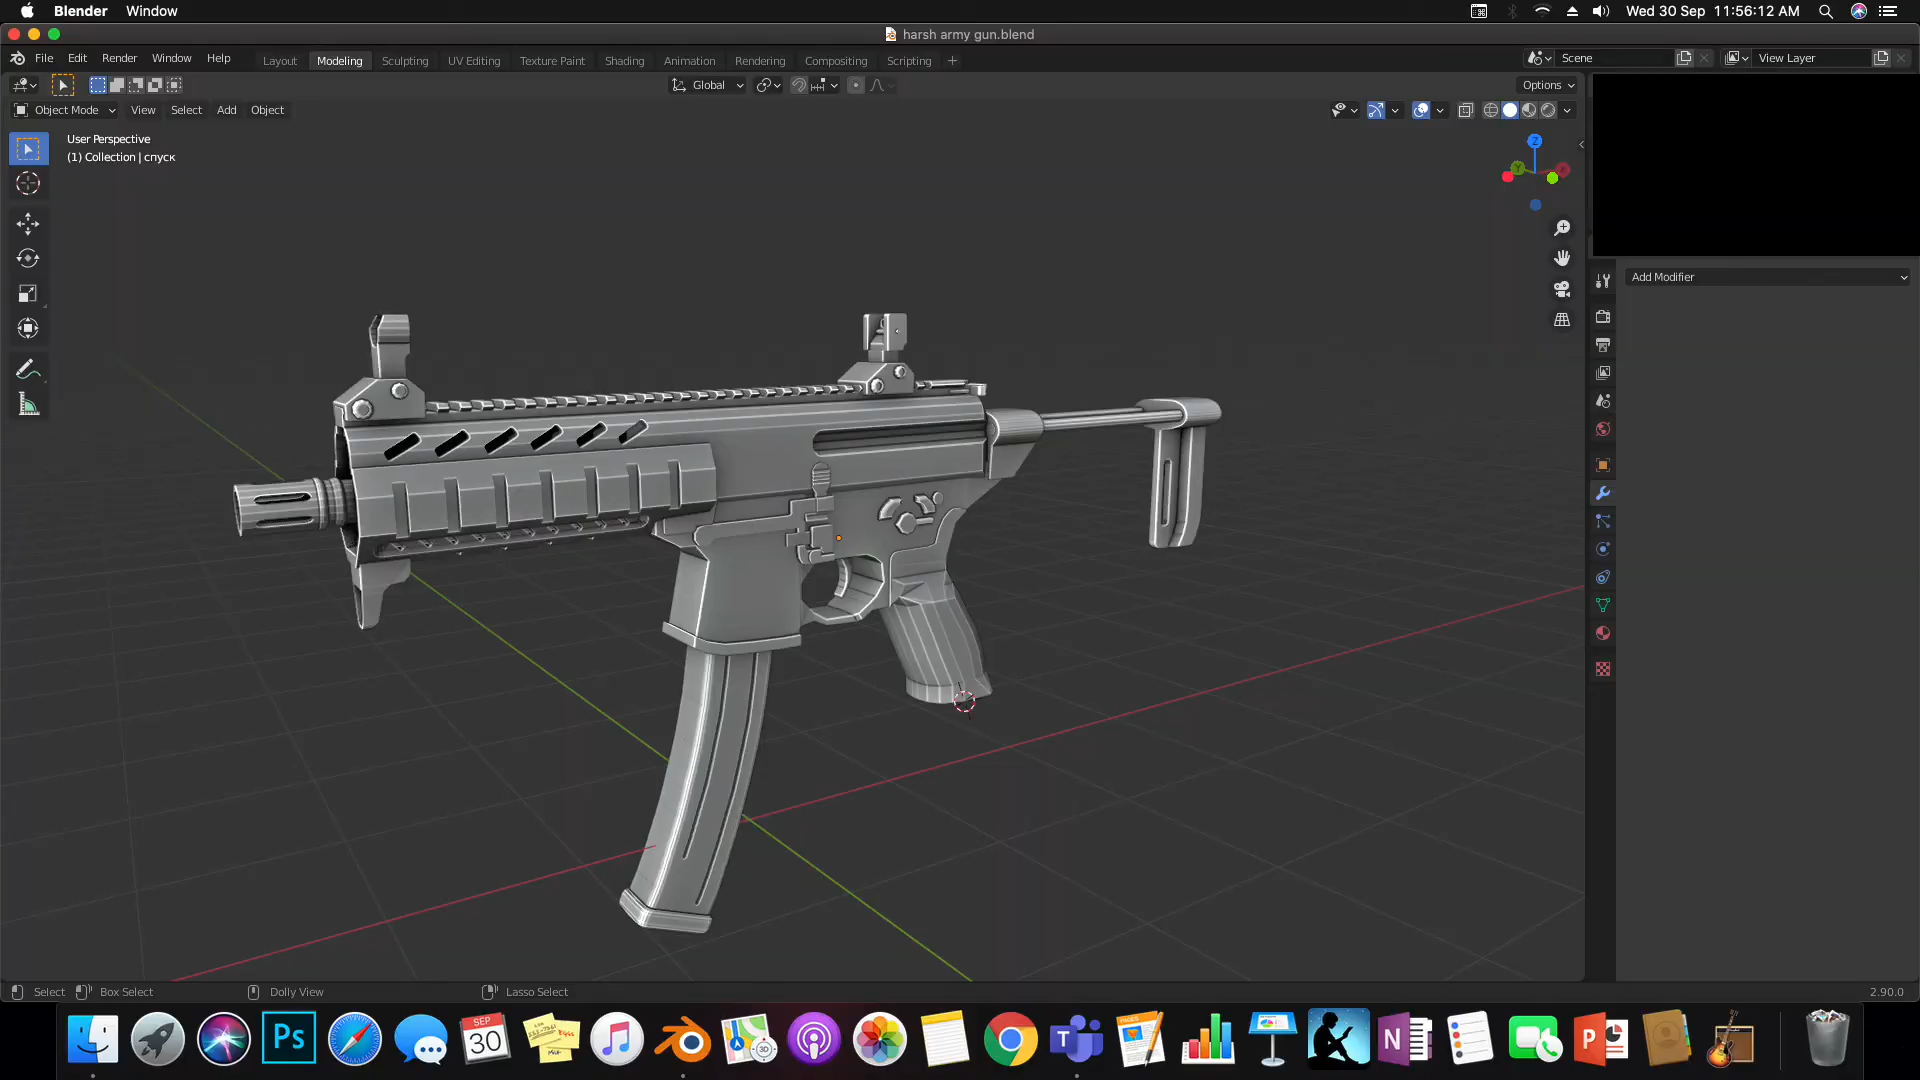 Blender Window Wed 30 Sep 11:56:12 AM
harsh army gun.blend
File Edit Render Window Help Layout Modeling Sculpting UV Editing Texture Paint Shading Animation Rendering Compositing Scripting + Scene View Layer
Global Options
Object Mode View Select Add Object
User Perspective
(1) Collection | спуск
Z
Y
Add Modifier
Select Box Select Dolly View Lasso Select 2.90.0
Ps
SEP
30
3D
T
PAGES
N
P